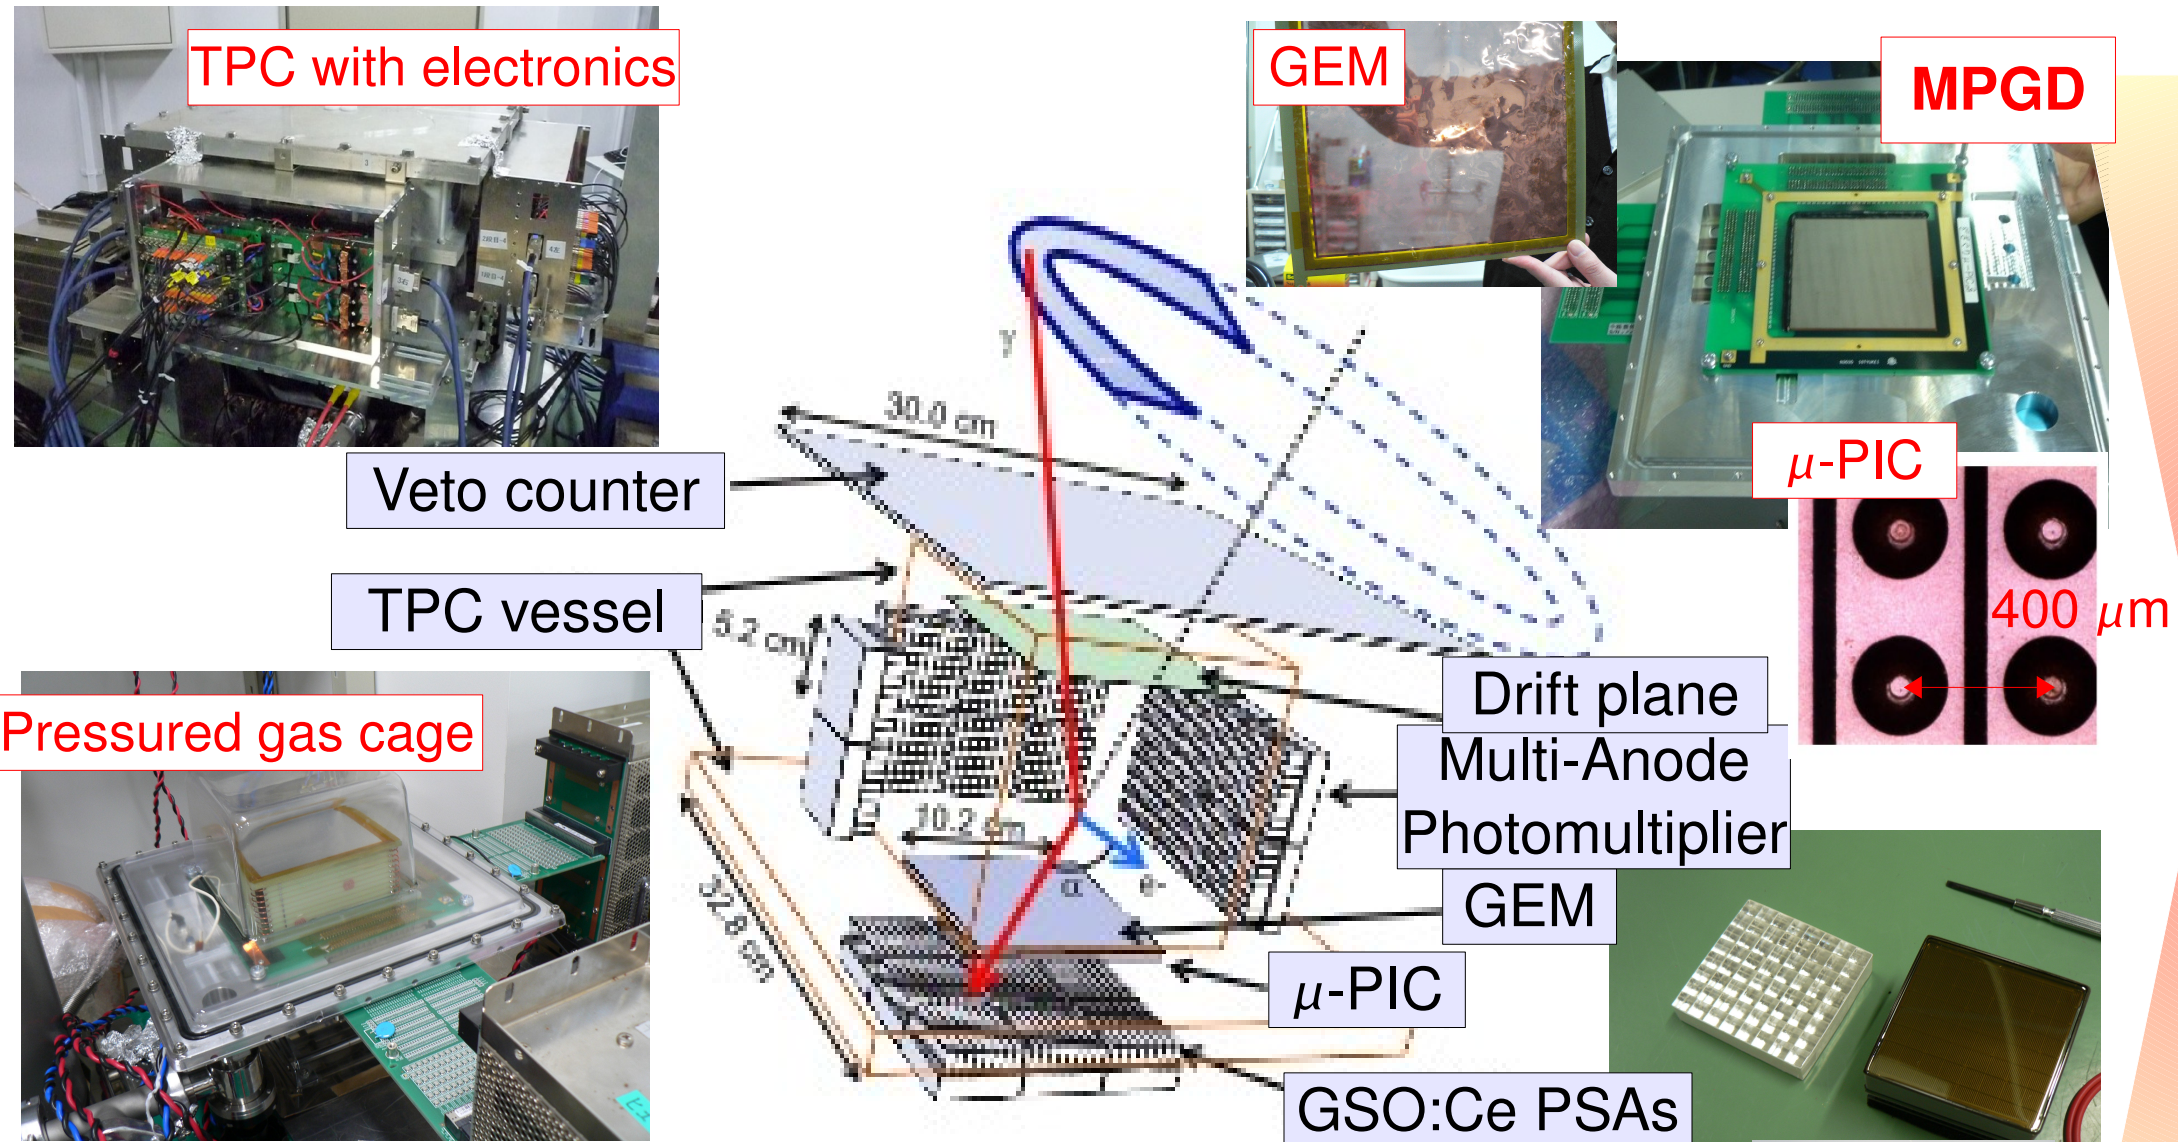 TPC with electronics
GEM
MPGD
γ
30.0 cm
μ-PIC
Veto counter
TPC vessel
400 μm
5.2 cm
Drift plane
Pressured gas cage
Multi-Anode
Photomultiplier
10.2 cm
α
e-
GEM
32.8 cm
μ-PIC
GSO:Ce PSAs